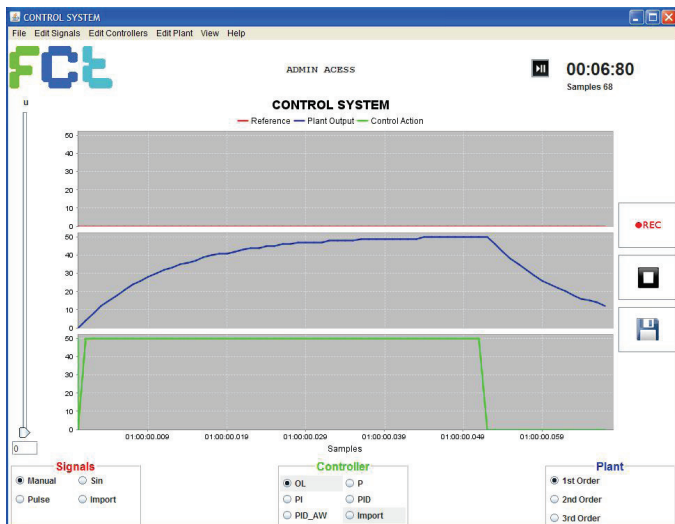 CONTROL SYSTEM
File Edit Signals Edit Controllers Edit Plant View Help
FCt
ADMIN ACESS
00:06:80
Samples 68
u
CONTROL SYSTEM
Reference Plant Output Control Action
50
40
30
20
10
0
50
40
30
20
10
0
50
40
30
20
10
0
01:00:00.009 01:00:00.019 01:00:00.029 01:00:00.039 01:00:00.049 01:00:00.059
Samples
REC
0
Signals
Manual Sin
Pulse Import
Controller
OL P
PI PID
PID_AW Import
Plant
1st Order
2nd Order
3rd Order